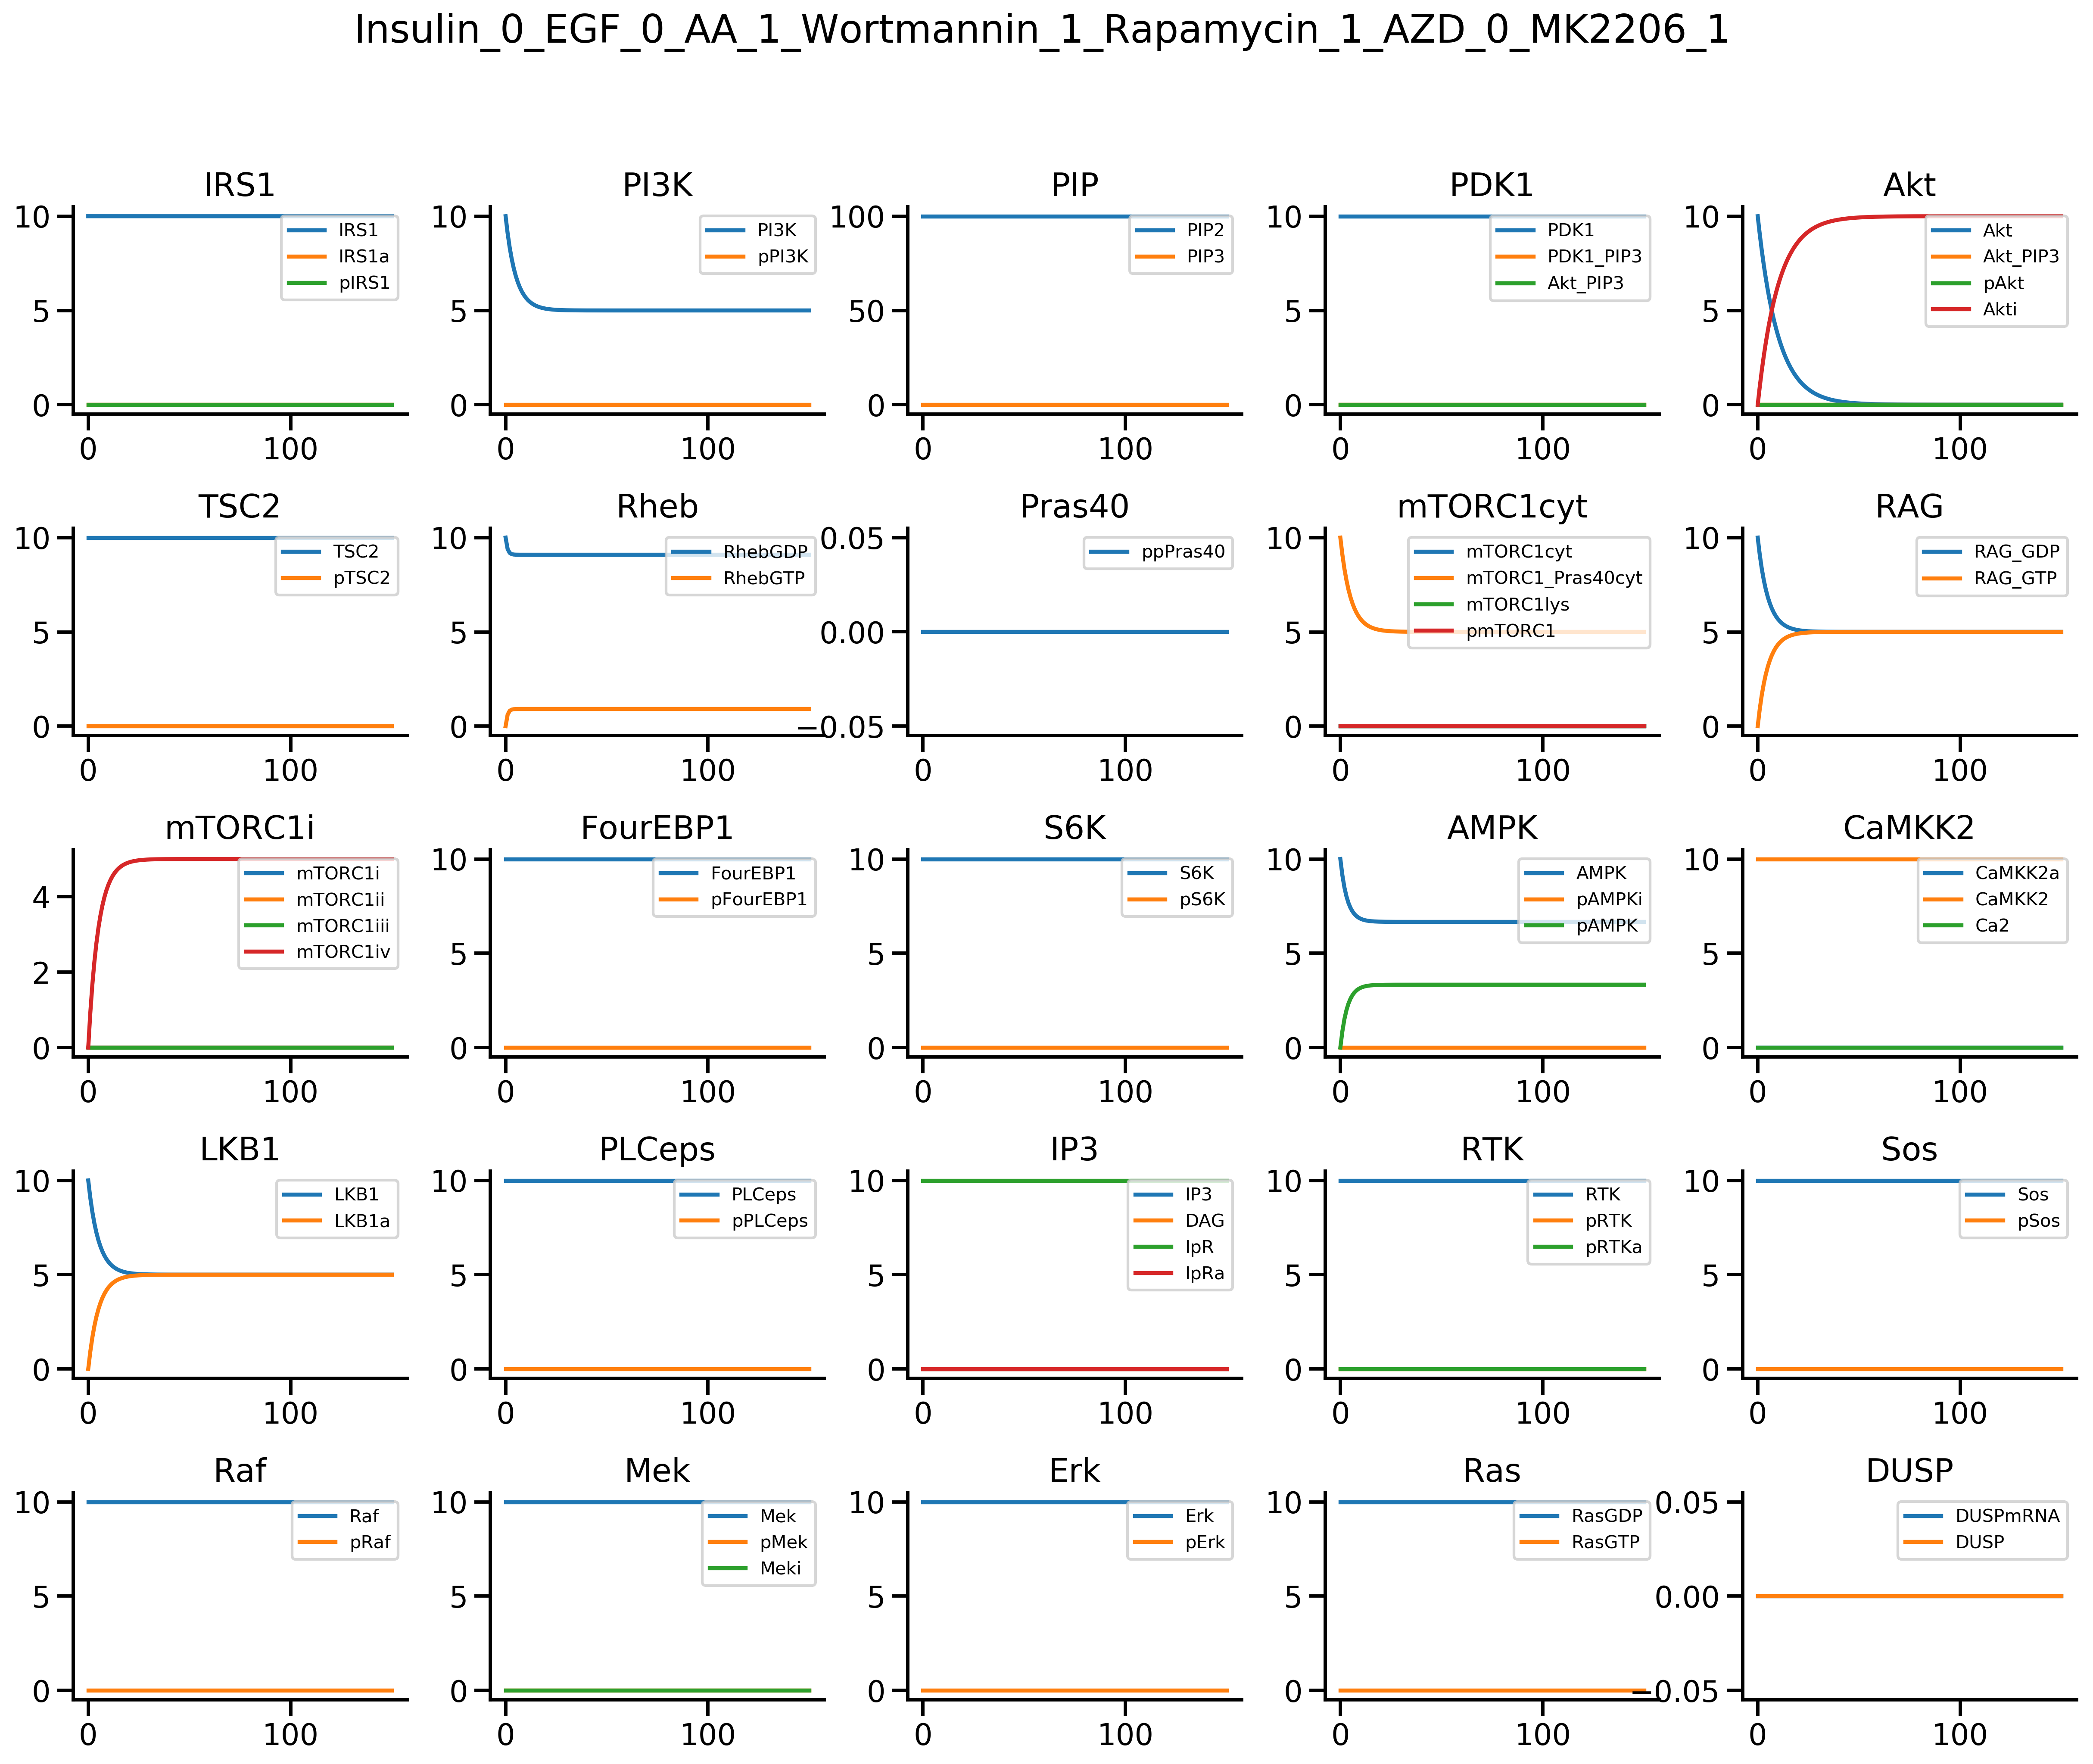 Insulin_0_EGF_0_AA_1_Wortmannin_1_Rapamycin_1_AZD_0_MK2206_1
IRS1
10
5
0
0
100
IRS1
IRS1a
pIRS1
PI3K
10
5
0
0
100
PI3K
pPI3K
PIP
100
50
0
0
100
PIP2
PIP3
PDK1
10
5
0
0
100
PDK1
PDK1_PIP3
Akt_PIP3
Akt
10
5
0
0
100
Akt
Akt_PIP3
pAkt
Akti
TSC2
10
5
0
0
100
TSC2
pTSC2
Rheb
10
5
0
0
100
RhebGDP
RhebGTP
Pras40
0.05
0.00
−0.05
0
100
ppPras40
mTORC1cyt
10
5
0
0
100
mTORC1cyt
mTORC1_Pras40cyt
mTORC1lys
pmTORC1
RAG
10
5
0
0
100
RAG_GDP
RAG_GTP
mTORC1i
4
2
0
0
100
mTORC1i
mTORC1ii
mTORC1iii
mTORC1iv
FourEBP1
10
5
0
0
100
FourEBP1
pFourEBP1
S6K
10
5
0
0
100
S6K
pS6K
AMPK
10
5
0
0
100
AMPK
pAMPKi
pAMPK
CaMKK2
10
5
0
0
100
CaMKK2a
CaMKK2
Ca2
LKB1
10
5
0
0
100
LKB1
LKB1a
PLCeps
10
5
0
0
100
PLCeps
pPLCeps
IP3
10
5
0
0
100
IP3
DAG
IpR
IpRa
RTK
10
5
0
0
100
RTK
pRTK
pRTKa
Sos
10
5
0
0
100
Sos
pSos
Raf
10
5
0
0
100
Raf
pRaf
Mek
10
5
0
0
100
Mek
pMek
Meki
Erk
10
5
0
0
100
Erk
pErk
Ras
10
5
0
0
100
RasGDP
RasGTP
DUSP
0.05
0.00
−0.05
0
100
DUSPmRNA
DUSP